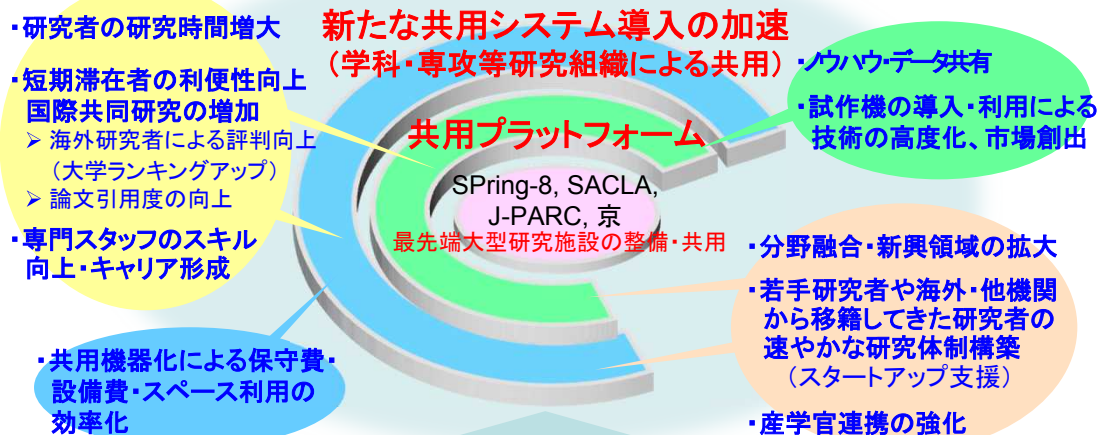 新たな共用システム導入の加速
（学科・専攻等研究組織による共用）
共用プラットフォーム
SPring-8, SACLA,
J-PARC, 京
最先端大型研究施設の整備・共用
・研究者の研究時間増大
・短期滞在者の利便性向上
国際共同研究の増加
➢ 海外研究者による評判向上
（大学ランキングアップ）
➢ 論文引用度の向上
・専門スタッフのスキル
向上・キャリア形成
・共用機器化による保守費・
設備費・スペース利用の
効率化
・ノウハウ・データ共有
・試作機の導入・利用による
技術の高度化、市場創出
・分野融合・新興領域の拡大
・若手研究者や海外・他機関
から移籍してきた研究者の
速やかな研究体制構築
（スタートアップ支援）
・産学官連携の強化